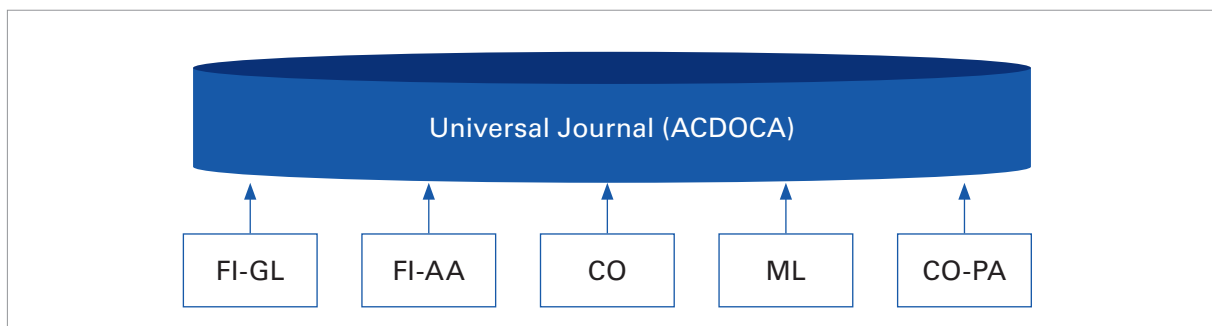 Universal Journal (ACDOCA)
FI-GL
FI-AA
CO
ML
CO-PA